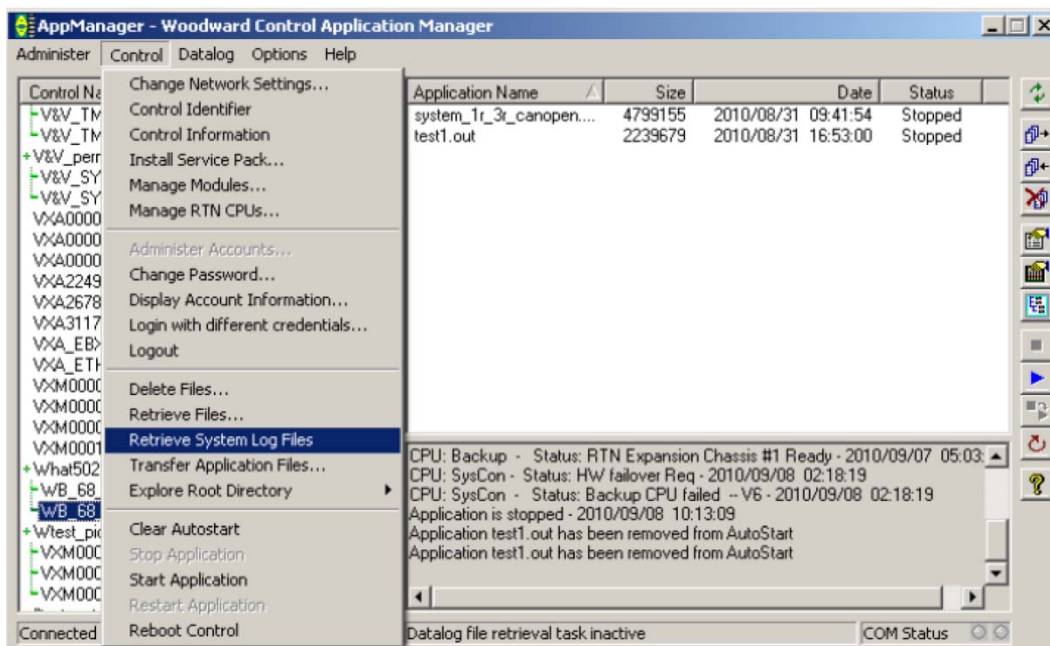 AppManager - Woodward Control Application Manager
Administer Control Datalog Options Help
Control Na
V&V_TM
V&V_TM
V&V_perr
V&V_SY
V&V_SY
VXA0000
VXA0000
VXA0000
VXA2249
VXA2678
VXA3117
VXA_EBX
VXA_ETH
VXM0000
VXM0000
VXM0000
VXM0001
What502
WB_68_
WB_68_
Wtest_pic
VXM000
VXM000
VXM000
Change Network Settings...
Control Identifier
Control Information
Install Service Pack...
Manage Modules...
Manage RTN CPUs...
Administer Accounts...
Change Password...
Display Account Information...
Login with different credentials...
Logout
Delete Files...
Retrieve Files...
Retrieve System Log Files
Transfer Application Files...
Explore Root Directory
Clear Autostart
Stop Application
Start Application
Restart Application
Reboot Control
Application Name Size Date Status
system_1r_3r_canopen.... 4799155 2010/08/31 09:41:54 Stopped
test1.out 2239679 2010/08/31 16:53:00 Stopped
CPU: Backup - Status: RTN Expansion Chassis #1 Ready - 2010/09/07 05:03:
CPU: SysCon - Status: HW failover Req - 2010/09/08 02:18:19
CPU: SysCon - Status: Backup CPU failed -- V6 - 2010/09/08 02:18:19
Application is stopped - 2010/09/08 10:13:09
Application test1.out has been removed from AutoStart
Application test1.out has been removed from AutoStart
Connected
Datalog file retrieval task inactive
COM Status